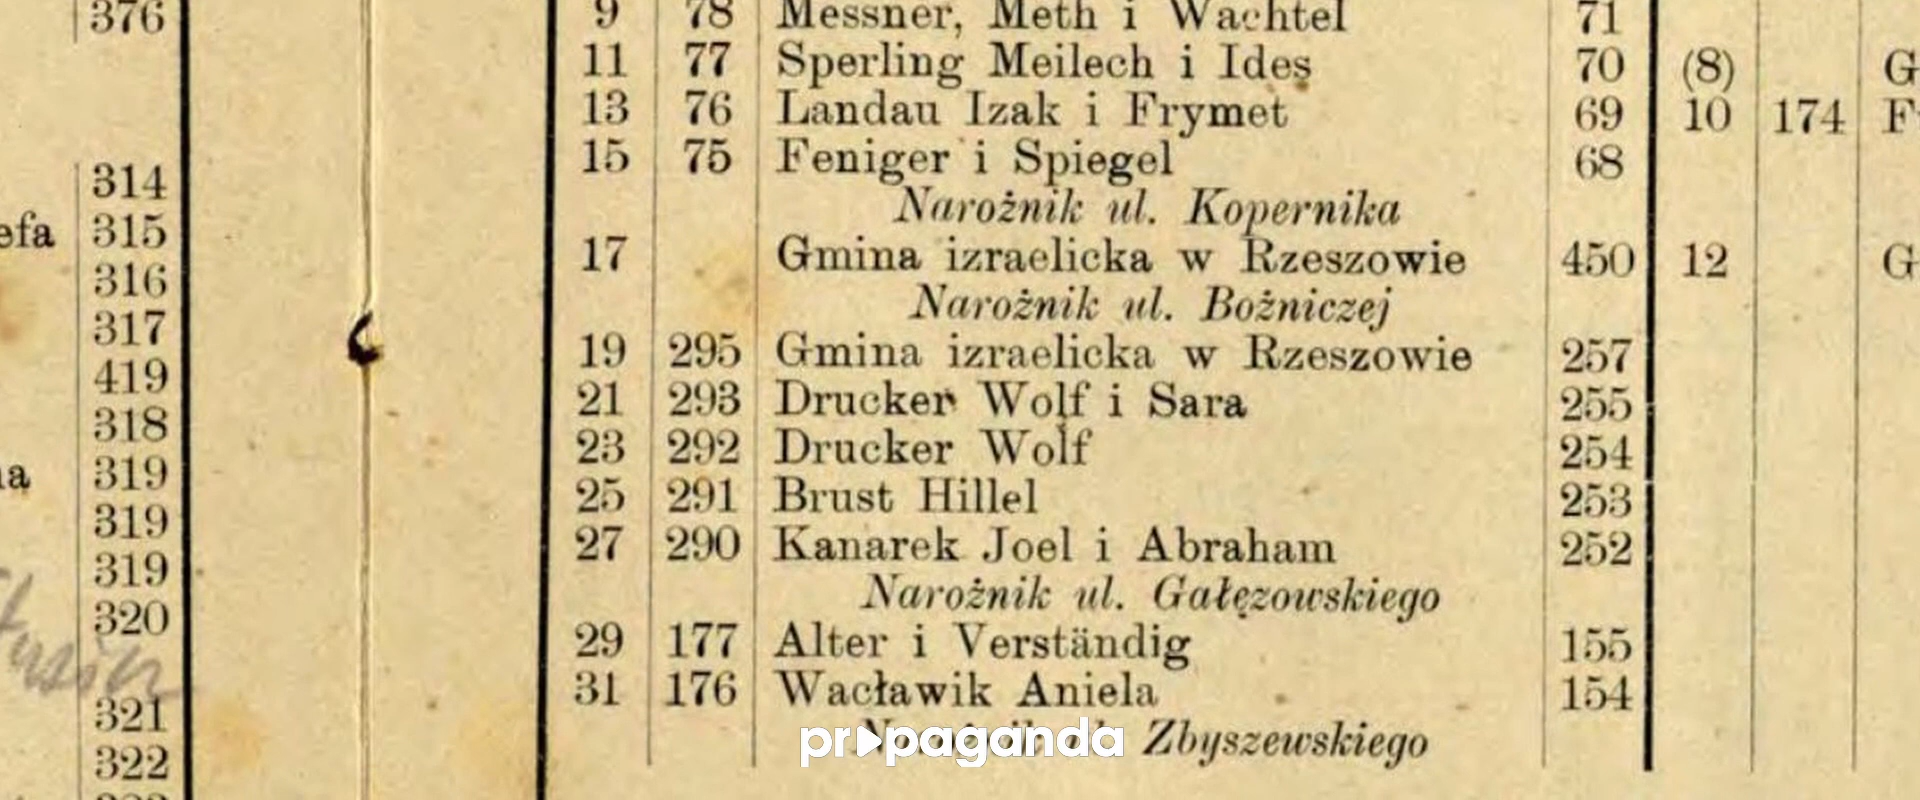 376
314
efa 315
316
317
419
318
319
319
319
320
321
322
9 78 Messner, Meth i Wachtel 71
11 77 Sperling Meilech i Ides 70 (8) G
13 76 Landau Izak i Frymet 69 10 174 F
15 75 Feniger i Spiegel 68
Narożnik ul. Kopernika
17 Gmina izraelicka w Rzeszowie 450 12 G
Narożnik ul. Bożniczej
19 295 Gmina izraelicka w Rzeszowie 257
21 293 Drucker Wolf i Sara 255
23 292 Drucker Wolf 254
25 291 Brust Hillel 253
27 290 Kanarek Joel i Abraham 252
Narożnik ul. Gałęzowskiego
29 177 Alter i Verständig 155
31 176 Wacławik Aniela 154
Narożnik ul. Zbyszewskiego
propaganda